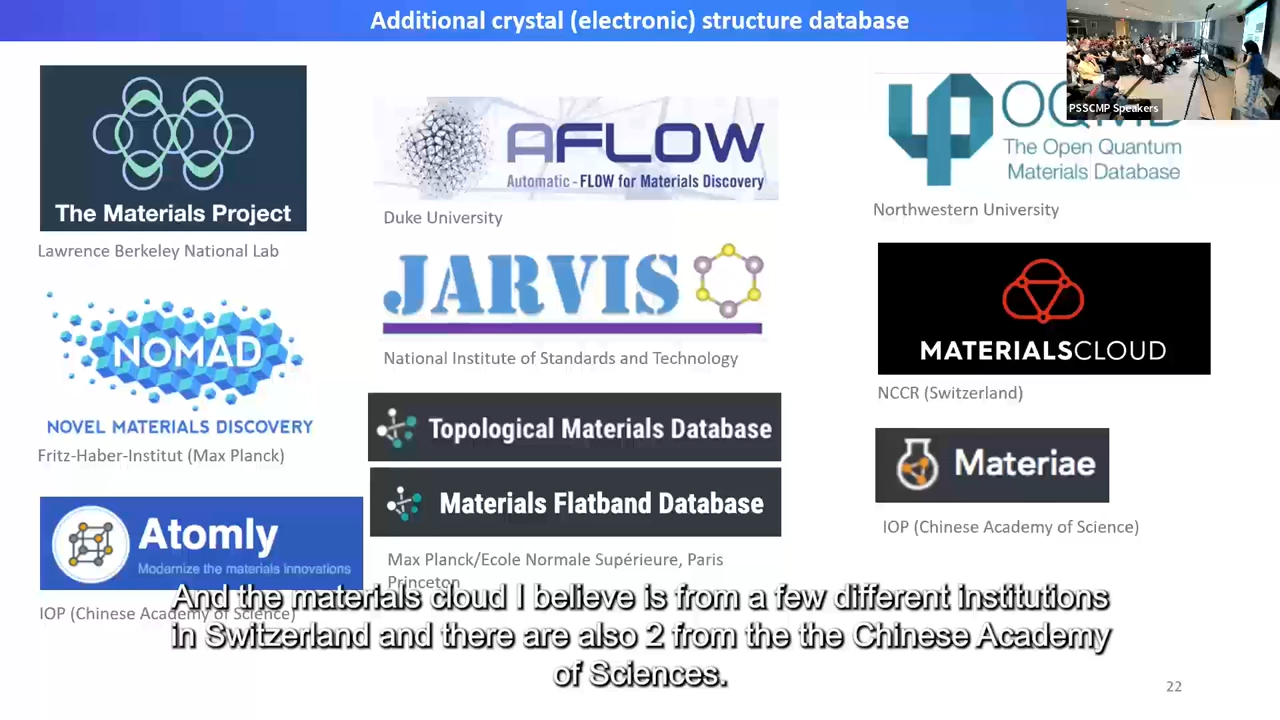 Additional crystal (electronic) structure database
PSSCMP Speakers
The Materials Project
Lawrence Berkeley National Lab
AFLOW
Automatic - FLOW for Materials Discovery
Duke University
The Open Quantum
Materials Database
Northwestern University
NOMAD
NOVEL MATERIALS DISCOVERY
Fritz-Haber-Institut (Max Planck)
JARVIS
National Institute of Standards and Technology
MATERIALSCLOUD
NCCR (Switzerland)
Topological Materials Database
Materials Flatband Database
Max Planck/Ecole Normale Supérieure, Paris
Princeton
Materiae
IOP (Chinese Academy of Science)
Atomly
Modernize the materials innovations
IOP (Chinese Academy of Science)
And the materials cloud I believe is from a few different institutions
in Switzerland and there are also 2 from the the Chinese Academy
of Sciences.
22